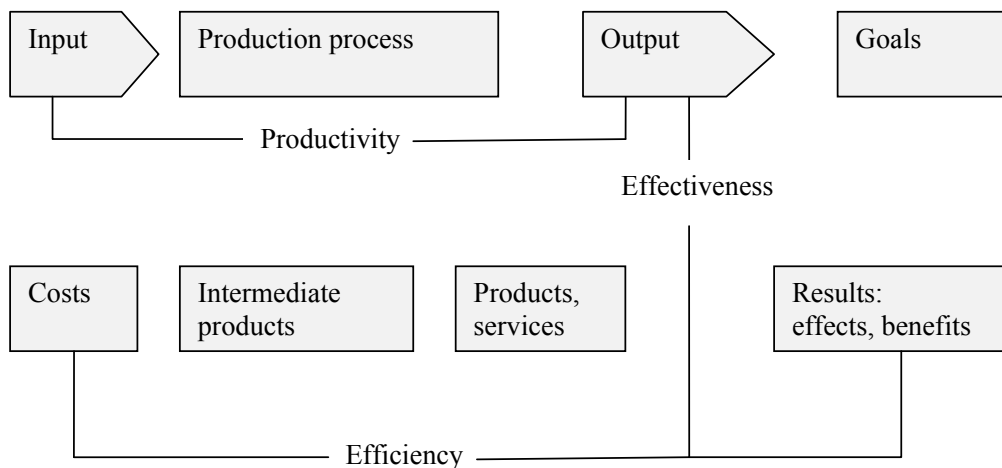 Input
Production process
Output
Goals
Productivity
Effectiveness
Costs
Intermediate
products
Products,
services
Results:
effects, benefits
Efficiency